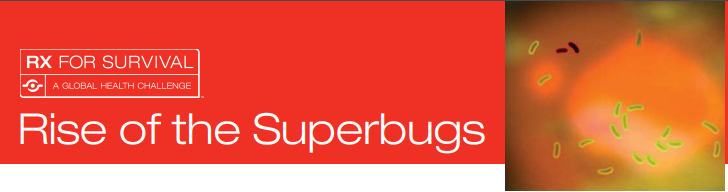 RX FOR SURVIVAL
A GLOBAL HEALTH CHALLENGE
Rise of the Superbugs